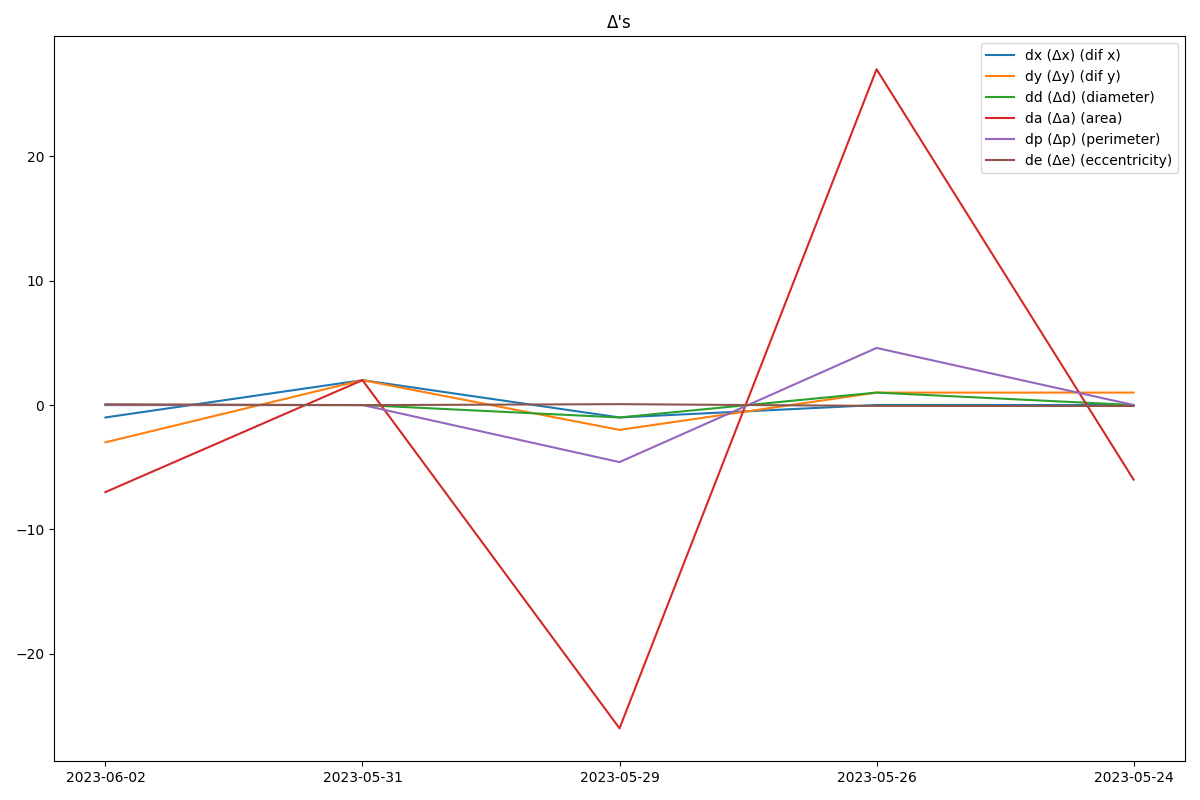 Δ's
dx (Δx) (dif x)
dy (Δy) (dif y)
dd (Δd) (diameter)
da (Δa) (area)
dp (Δp) (perimeter)
de (Δe) (eccentricity)
20
10
0
−10
−20
2023-06-02 2023-05-31 2023-05-29 2023-05-26 2023-05-24